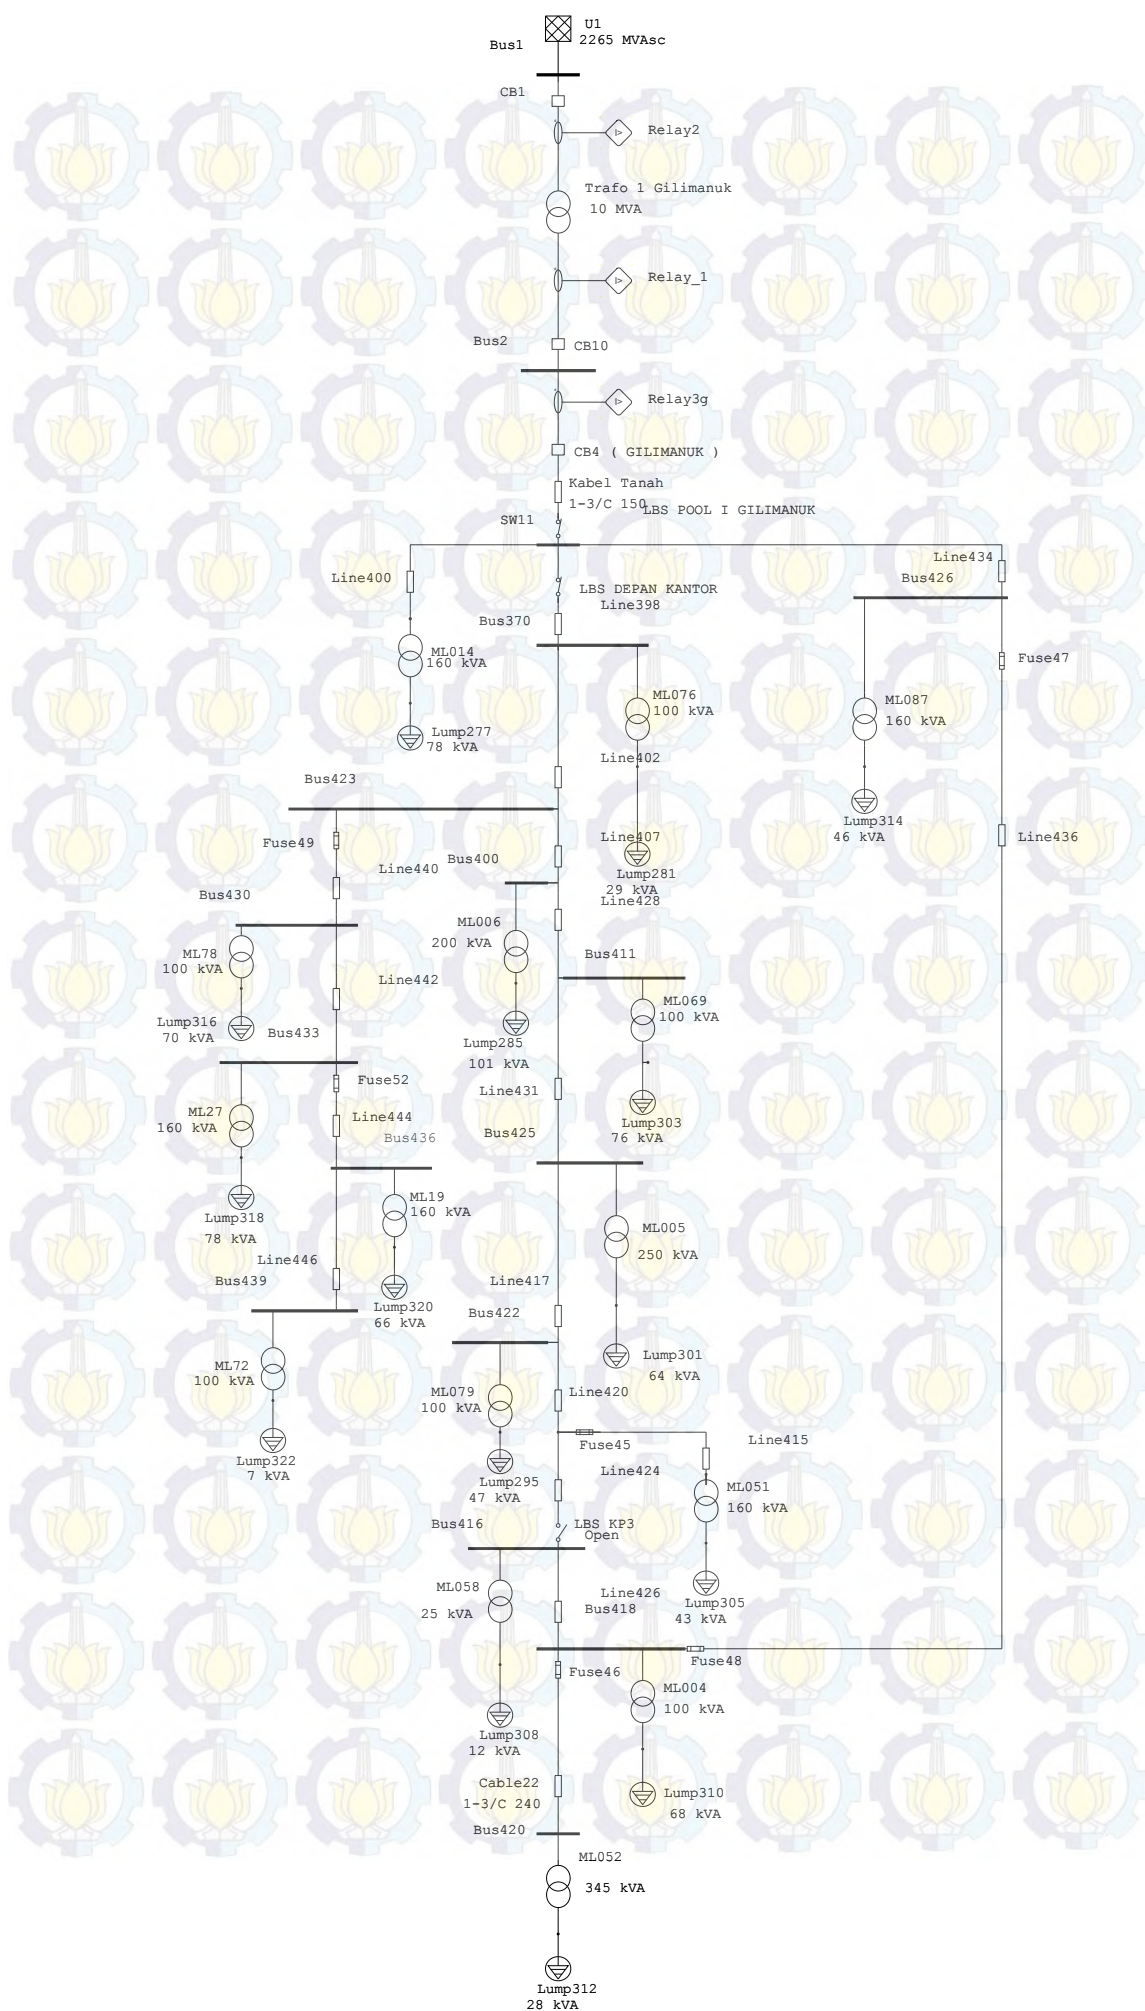 U1
2265 MVAsc
Bus1
CB1
Relay2
Trafo 1 Gilimanuk
10 MVA
Relay_1
Bus2
CB10
Relay3g
CB4 ( GILIMANUK )
Kabel Tanah
1-3/C 150
LBS POOL I GILIMANUK
SW11
Line434
Line400
Bus426
LBS DEPAN KANTOR
Line398
Bus370
ML014
160 kVA
Fuse47
ML076
100 kVA
ML087
160 kVA
Lump277
78 kVA
Line402
Bus423
Lump314
46 kVA
Fuse49
Line407
Line436
Bus400
Line440
Lump281
29 kVA
Bus430
Line428
ML006
200 kVA
ML78
100 kVA
Bus411
Line442
ML069
100 kVA
Lump316
70 kVA
Bus433
Lump285
101 kVA
Fuse52
Line431
ML27
160 kVA
Line444
Lump303
76 kVA
Bus436
Bus425
ML19
160 kVA
Lump318
78 kVA
ML005
250 kVA
Line446
Bus439
Line417
Lump320
66 kVA
Bus422
ML72
100 kVA
Lump301
64 kVA
ML079
100 kVA
Line420
Fuse45
Line415
Lump322
7 kVA
Lump295
47 kVA
Line424
ML051
160 kVA
Bus416
LBS KP3
Open
ML058
25 kVA
Line426
Bus418
Lump305
43 kVA
Fuse46
Fuse48
ML004
100 kVA
Lump308
12 kVA
Cable22
1-3/C 240
Lump310
68 kVA
Bus420
ML052
345 kVA
Lump312
28 kVA